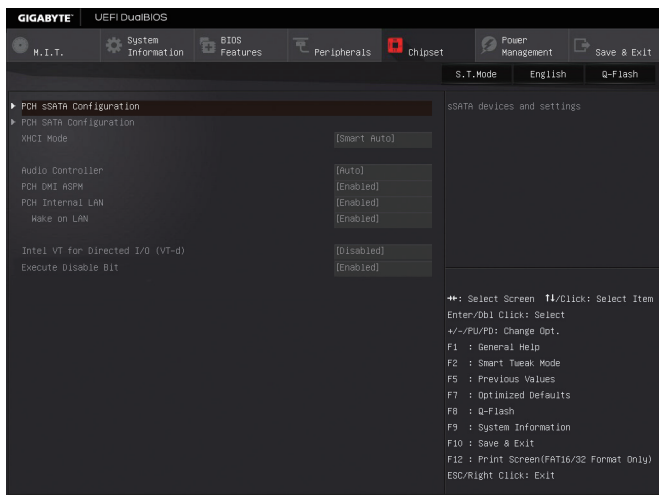 GIGABYTE™ UEFI DualBIOS
M.I.T. System Information BIOS Features Peripherals Chipset Power Management Save & Exit
S.T.Mode English Q-Flash
PCH sSATA Configuration
PCH SATA Configuration
XHCI Mode [Smart Auto]
Audio Controller [Auto]
PCH DMI ASPM [Enabled]
PCH Internal LAN [Enabled]
Wake on LAN [Enabled]
Intel VT for Directed I/O (VT-d) [Disabled]
Execute Disable Bit [Enabled]
sSATA devices and settings
→←: Select Screen ↑↓/Click: Select Item
Enter/Dbl Click: Select
+/-/PU/PD: Change Opt.
F1 : General Help
F2 : Smart Tweak Mode
F5 : Previous Values
F7 : Optimized Defaults
F8 : Q-Flash
F9 : System Information
F10 : Save & Exit
F12 : Print Screen(FAT16/32 Format Only)
ESC/Right Click: Exit